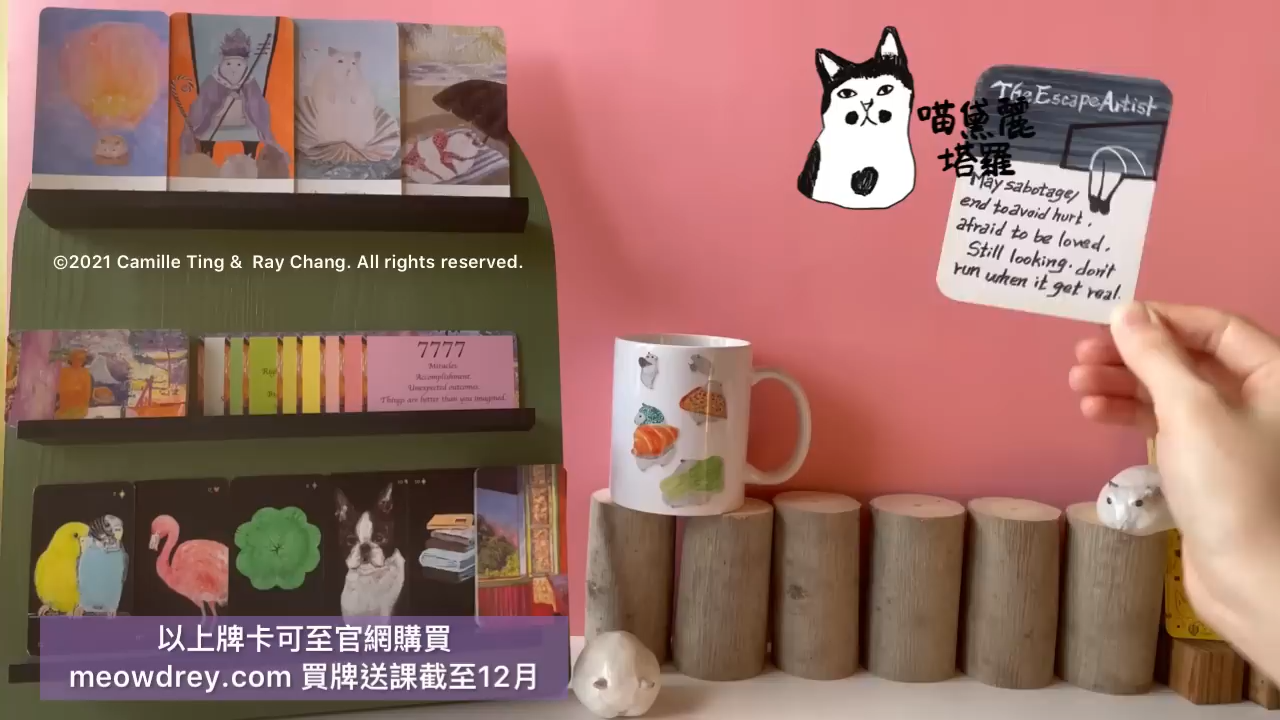 ©2021 Camille Ting & Ray Chang. All rights reserved.
7777
Miracles.
Accomplishment.
Unexpected outcomes.
Things are better than you imagined.
喵黛麗
塔羅
The Escape Artist
May sabotage/
end to avoid hurt.
afraid to be loved.
Still looking. don't
run when it get real.
以上牌卡可至官網購買
meowdrey.com 買牌送課截至12月